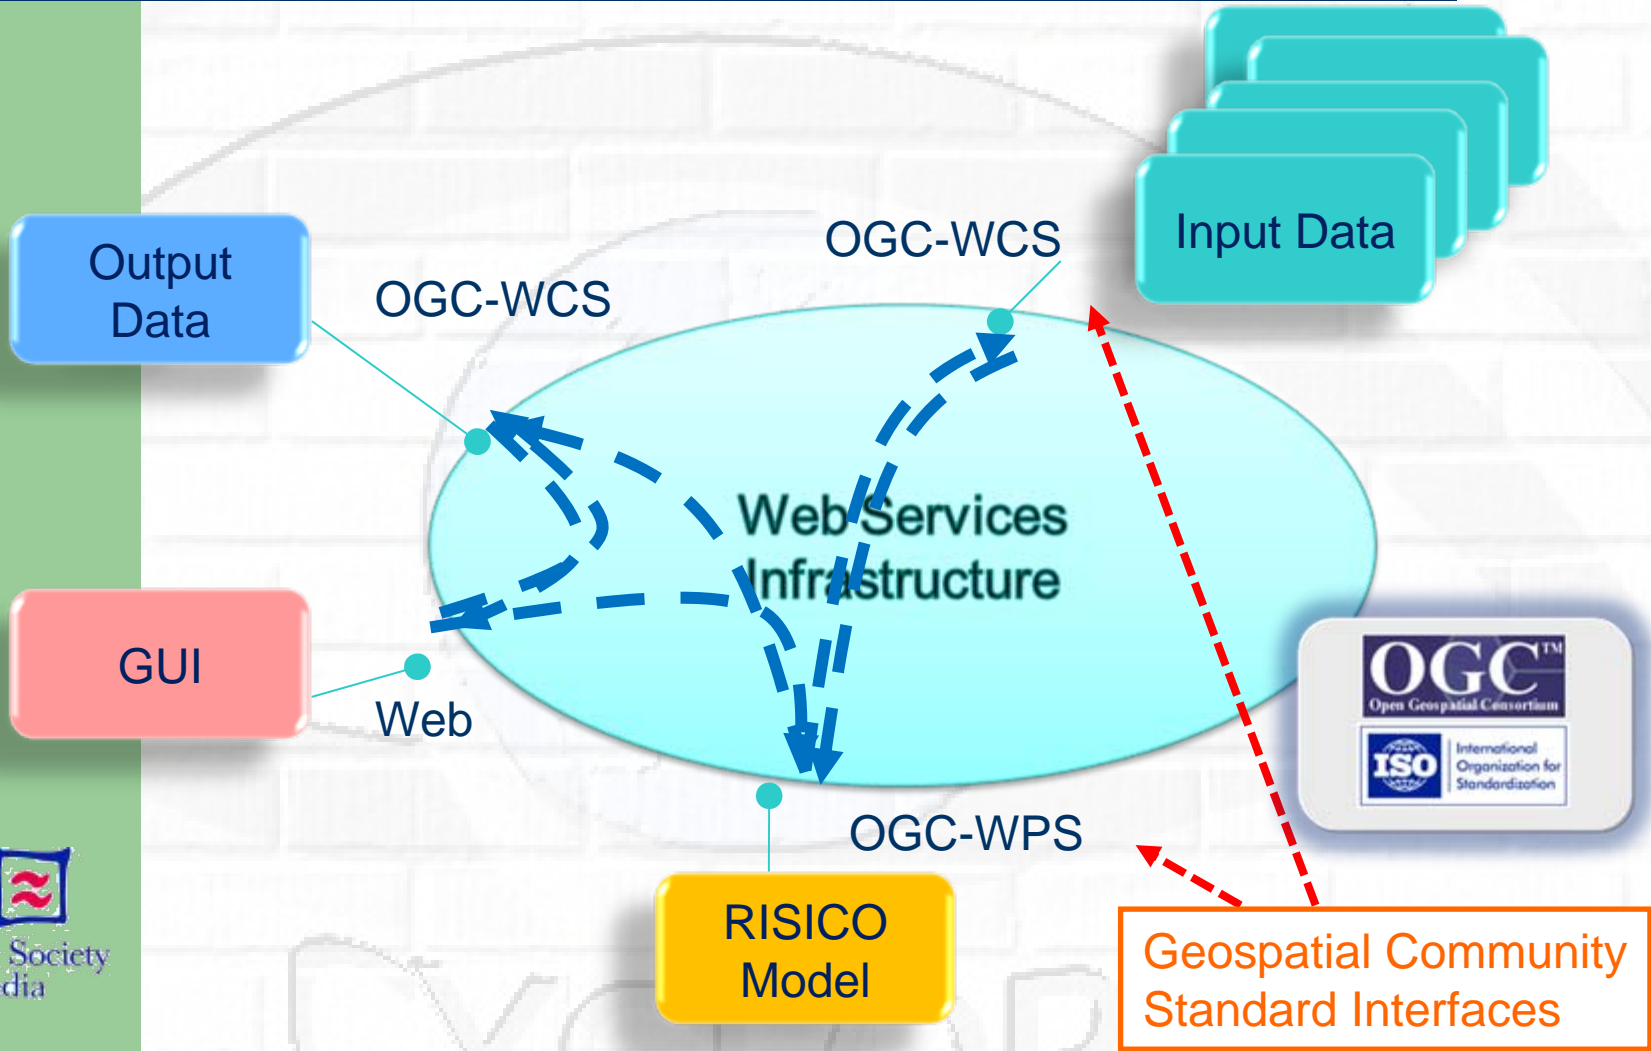 Input Data
OGC-WCS
Output
Data
OGC-WCS
Web Services
Infrastructure
GUI
Web
OGC™
Open Geospatial Consortium
ISO
International
Organization for
Standardization
OGC-WPS
RISICO
Model
Geospatial Community
Standard Interfaces
Society
dia